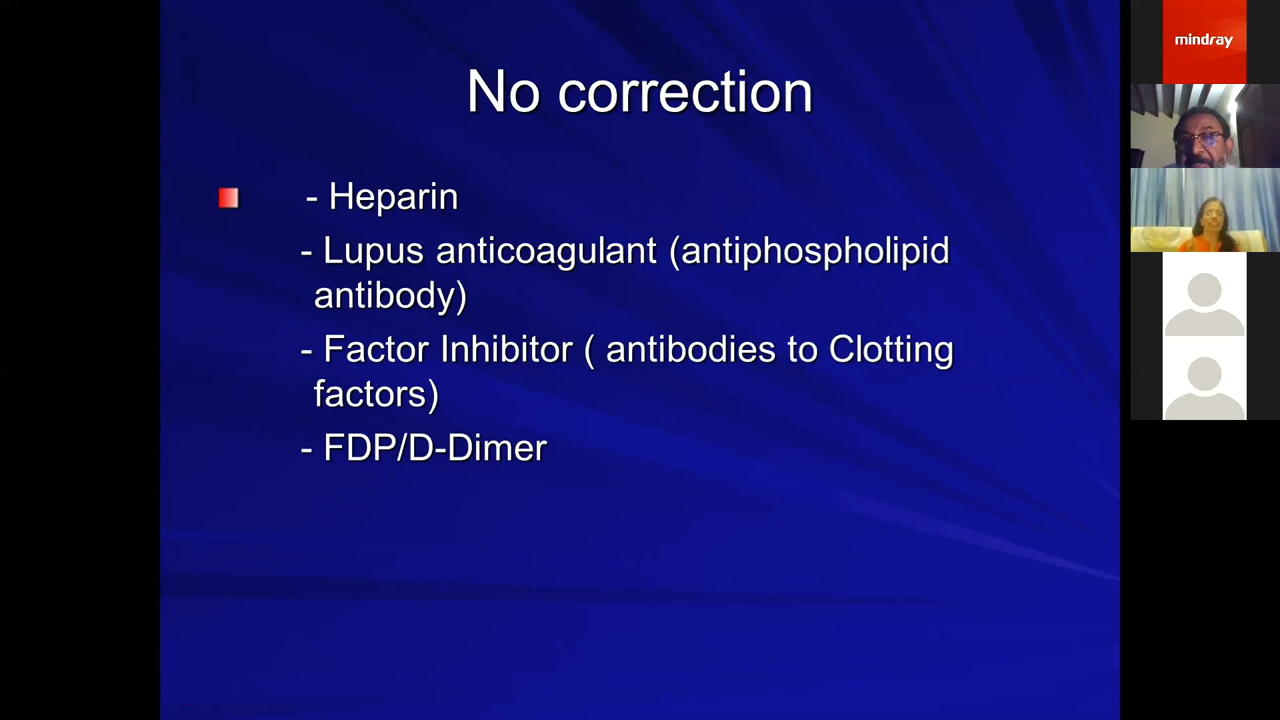 No correction
- Heparin
- Lupus anticoagulant (antiphospholipid
antibody)
- Factor Inhibitor ( antibodies to Clotting
factors)
- FDP/D-Dimer
mindray